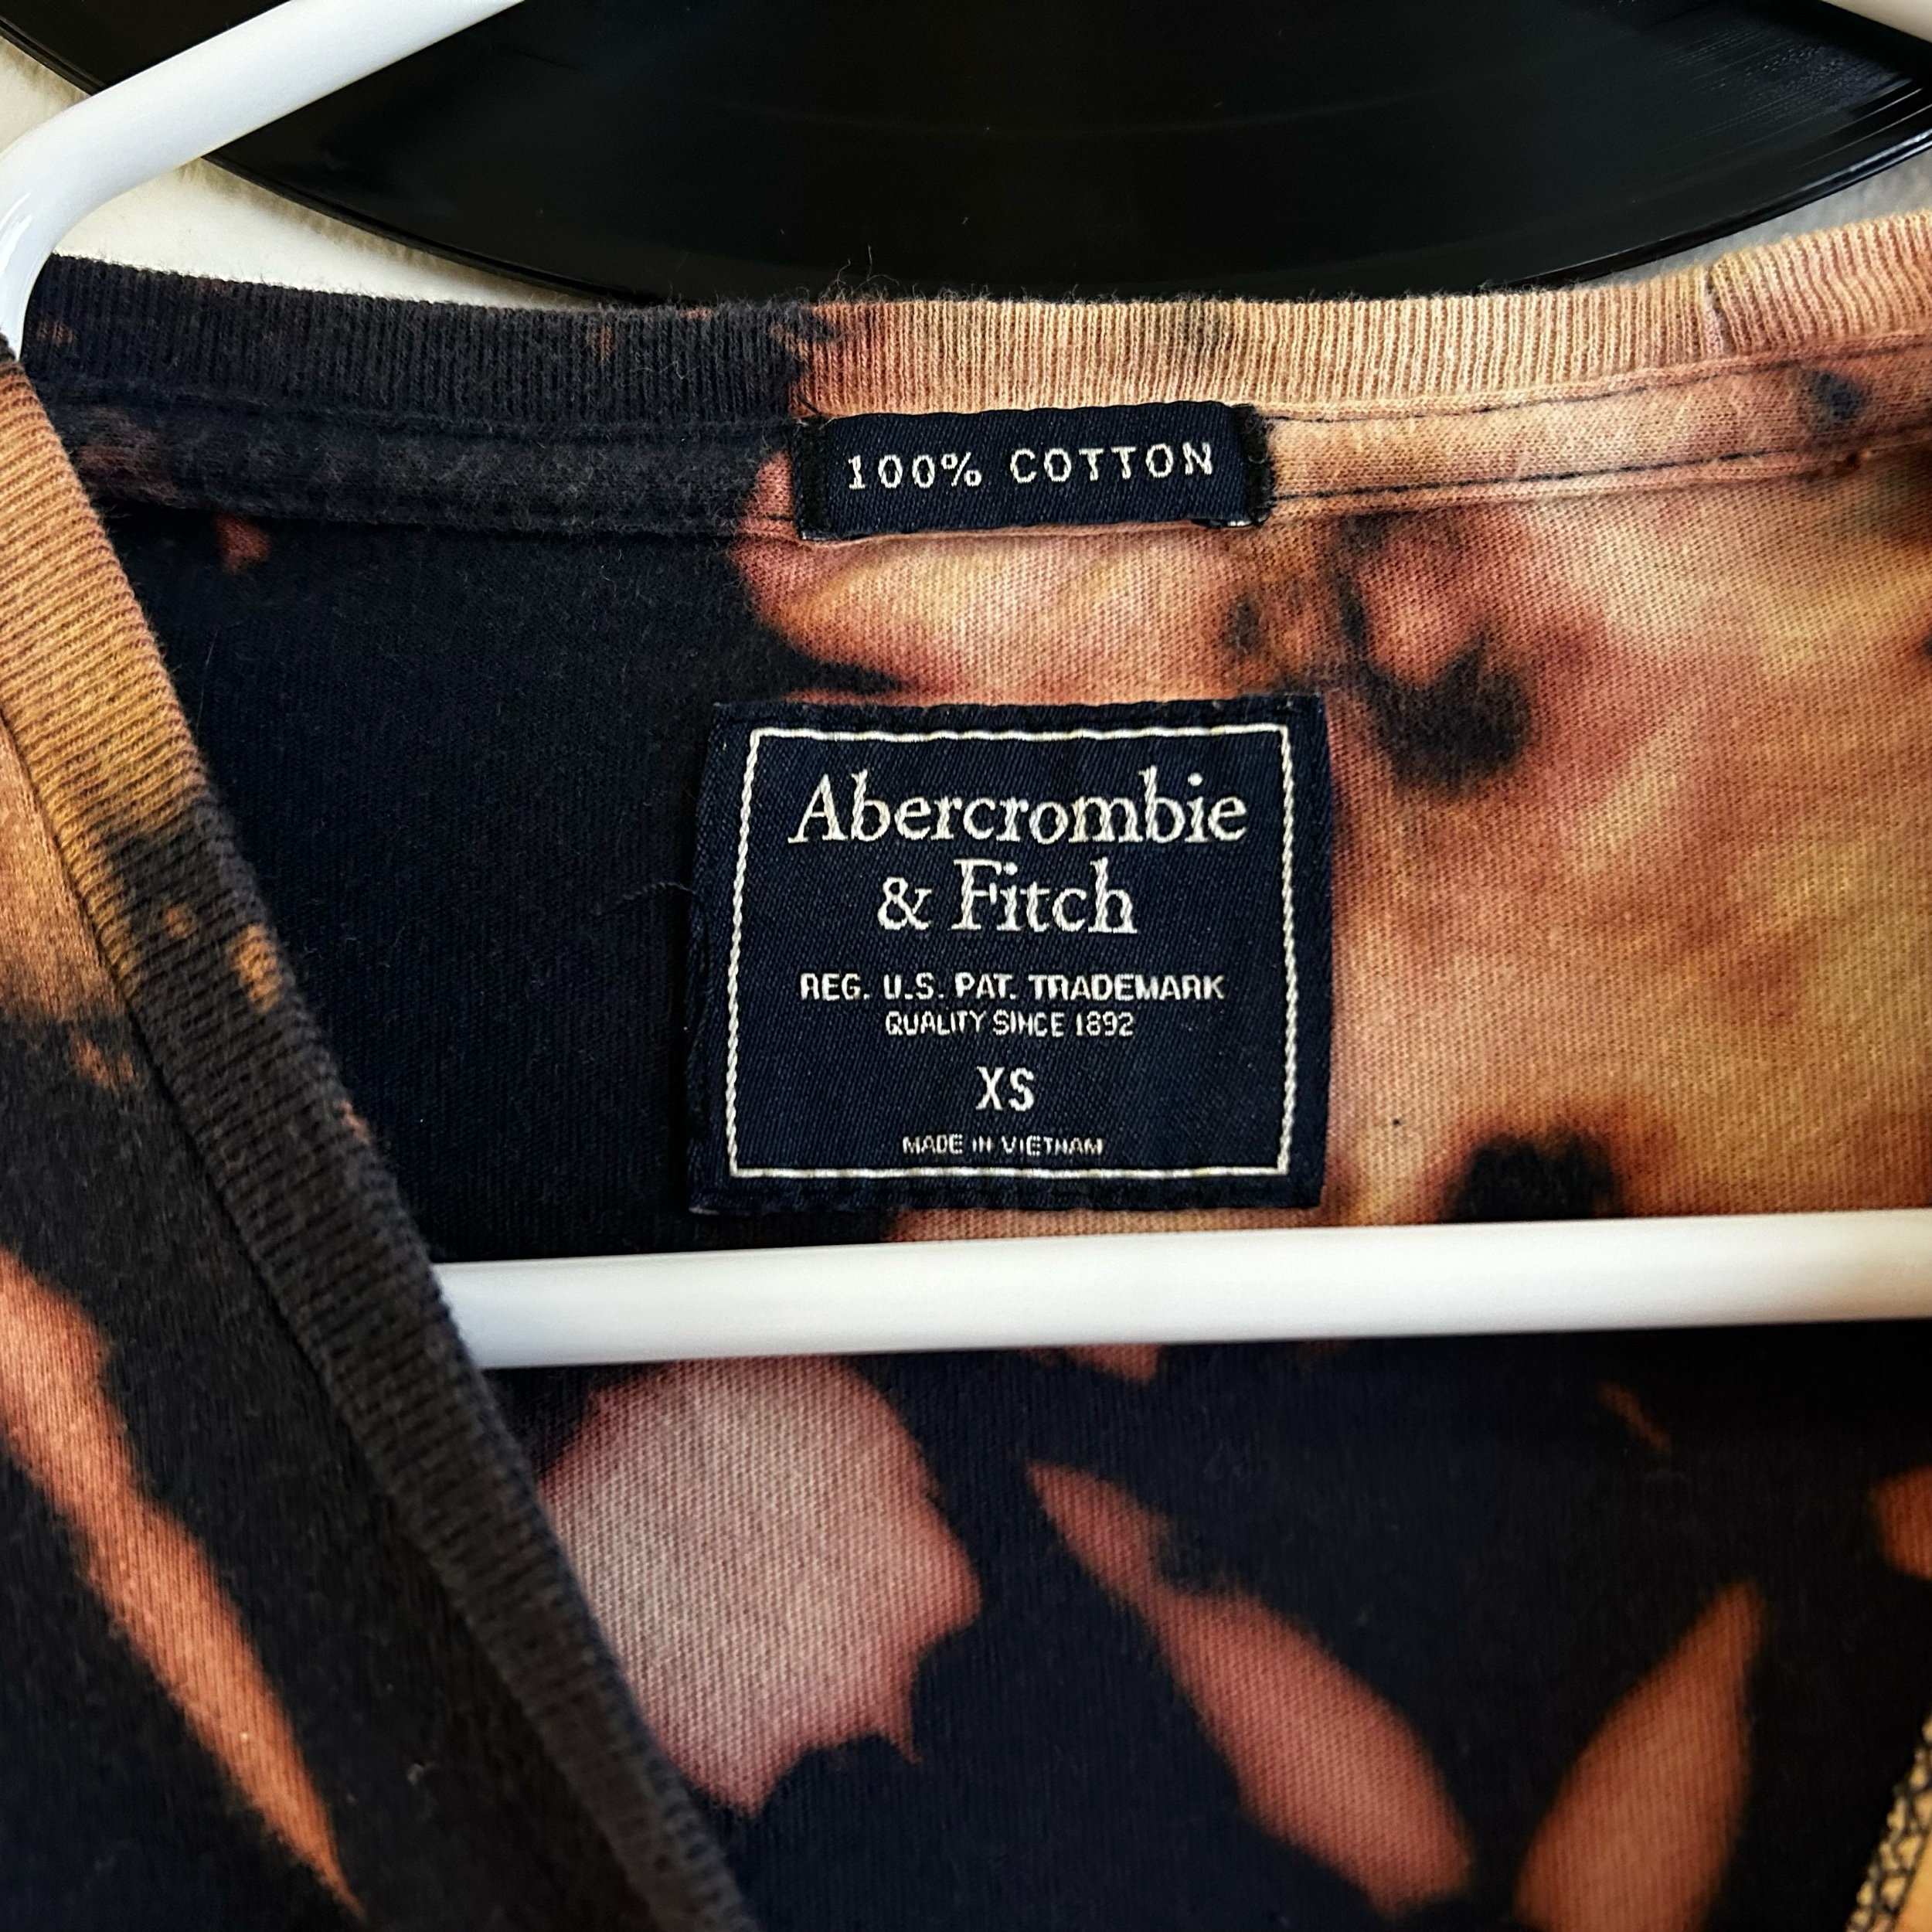 100% COTTON
Abercrombie
& Fitch
REG. U.S. PAT. TRADEMARK
QUALITY SINCE 1892
XS
MADE IN VIETNAM